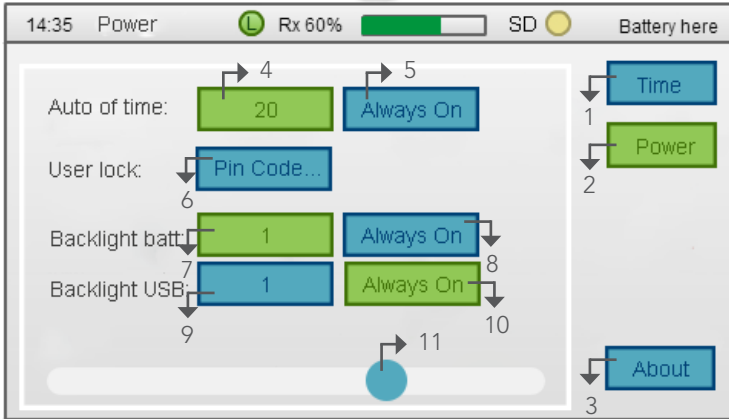 14:35 Power L Rx 60% SD Battery here
4 5
Auto of time: 20 Always On
Time
1
Power
2
User lock: Pin Code...
6
Backlight batt: 1 Always On
7 8
Backlight USB: 1 Always On
9 10
11
About
3